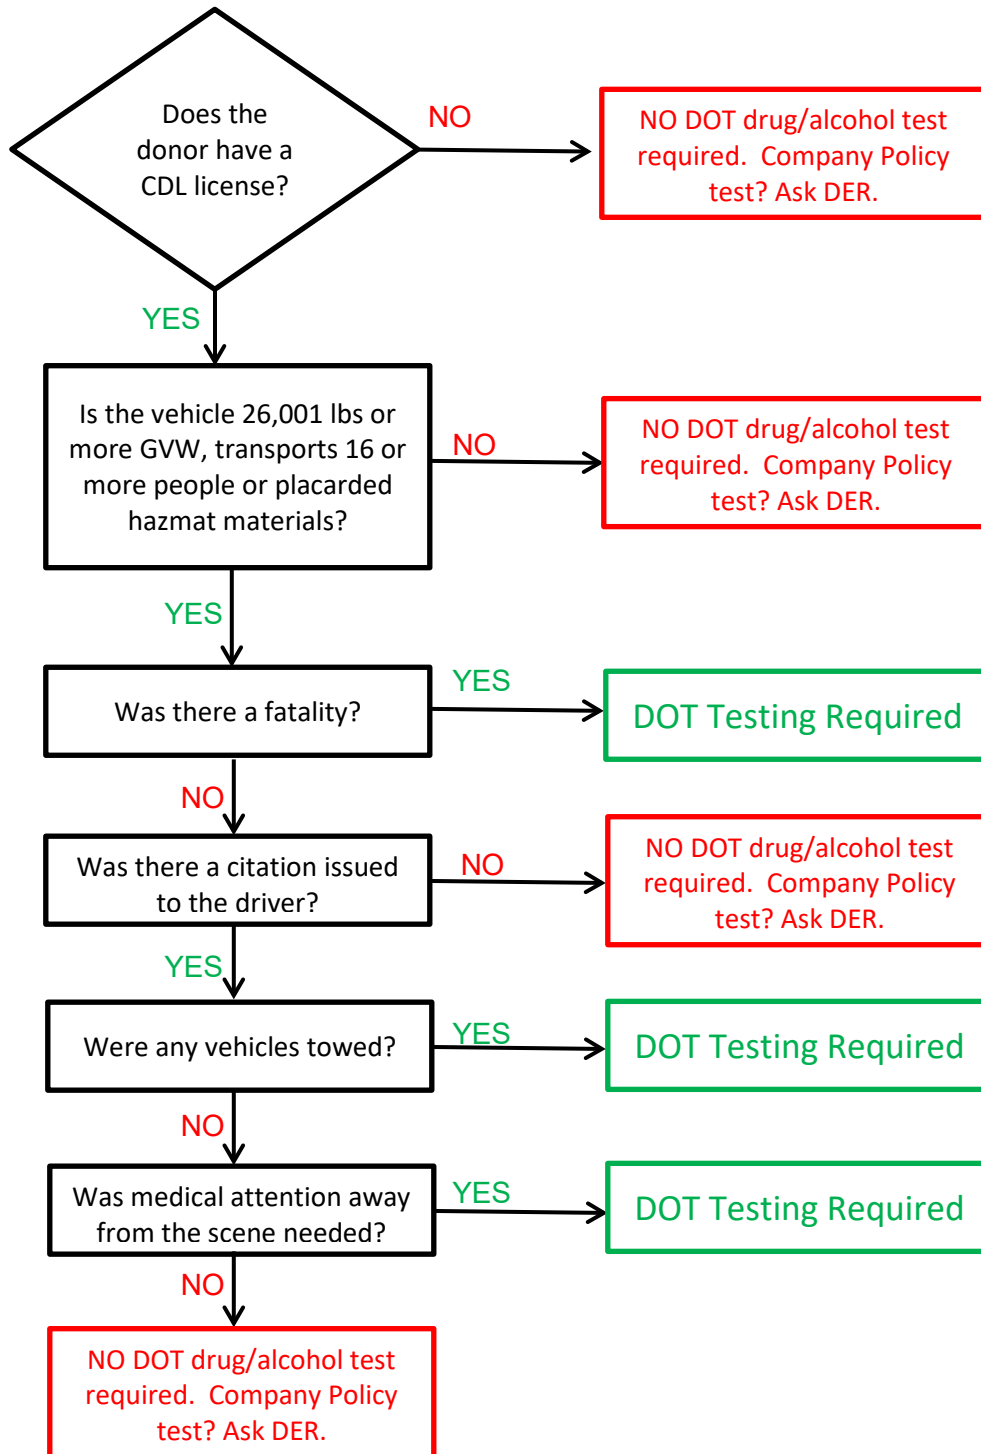 Does the
donor have a
CDL license?
NO
NO DOT drug/alcohol test
required.  Company Policy
test? Ask DER.
YES
Is the vehicle 26,001 lbs or
more GVW, transports 16 or
more people or placarded
hazmat materials?
NO
NO DOT drug/alcohol test
required.  Company Policy
test? Ask DER.
YES
Was there a fatality?
YES
DOT Testing Required
NO
Was there a citation issued
to the driver?
NO
NO DOT drug/alcohol test
required.  Company Policy
test? Ask DER.
YES
Were any vehicles towed?
YES
DOT Testing Required
NO
Was medical attention away
from the scene needed?
YES
DOT Testing Required
NO
NO DOT drug/alcohol test
required.  Company Policy
test? Ask DER.